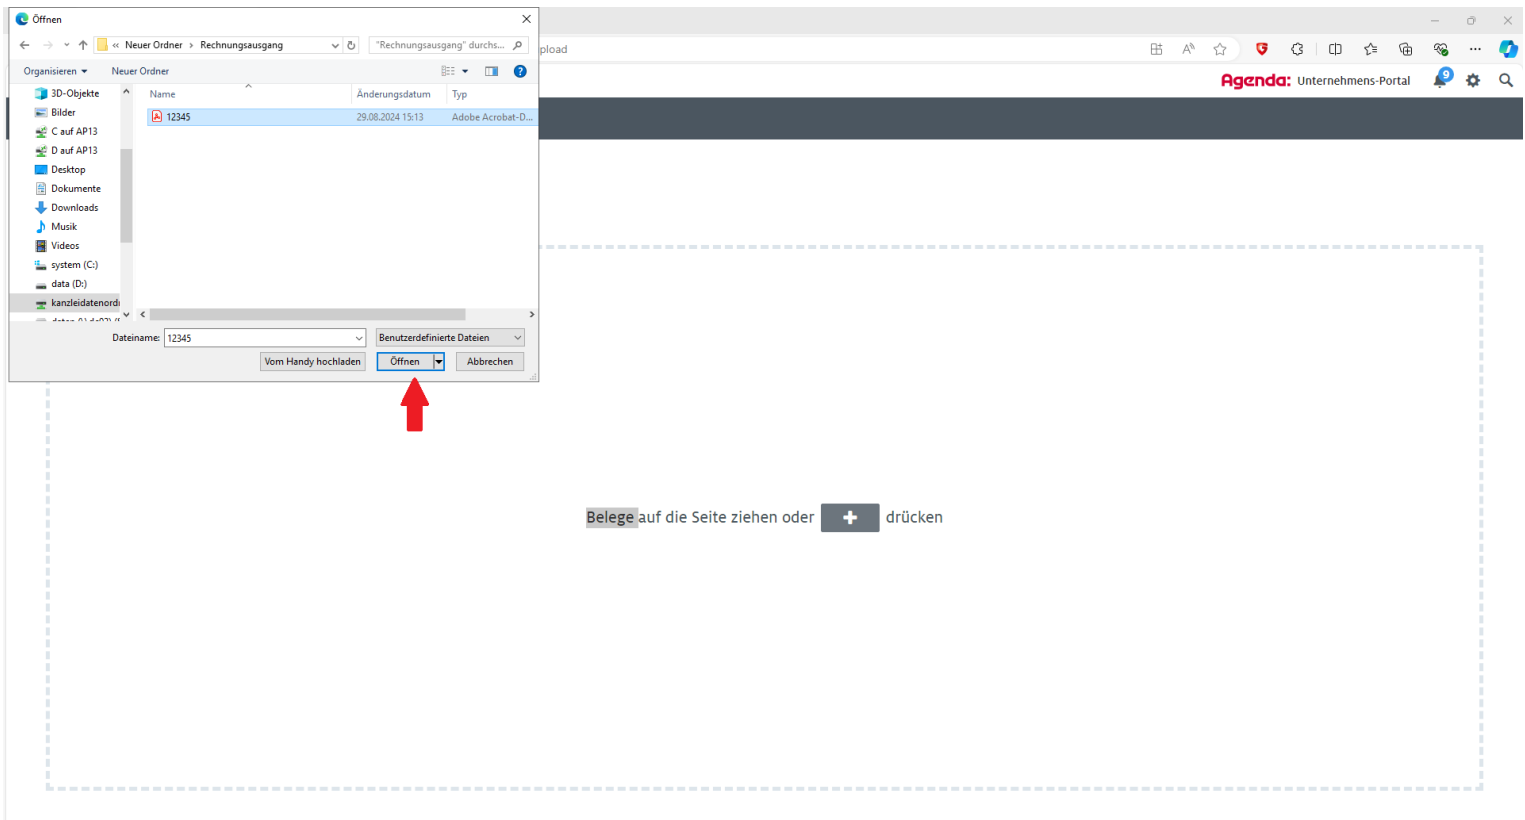 Öffnen
« Neuer Ordner › Rechnungsausgang
"Rechnungsausgang" durchs...
pload
Organisieren
Neuer Ordner
Agenda: Unternehmens-Portal
9
3D-Objekte
Bilder
C auf AP13
D auf AP13
Desktop
Dokumente
Downloads
Musik
Videos
system (C:)
data (D:)
kanzleidatenord
Name
Änderungsdatum
Typ
12345
29.08.2024 15:13
Adobe Acrobat-D...
Dateiname: 12345
Benutzerdefinierte Dateien
Vom Handy hochladen
Öffnen
Abbrechen
Belege auf die Seite ziehen oder + drücken